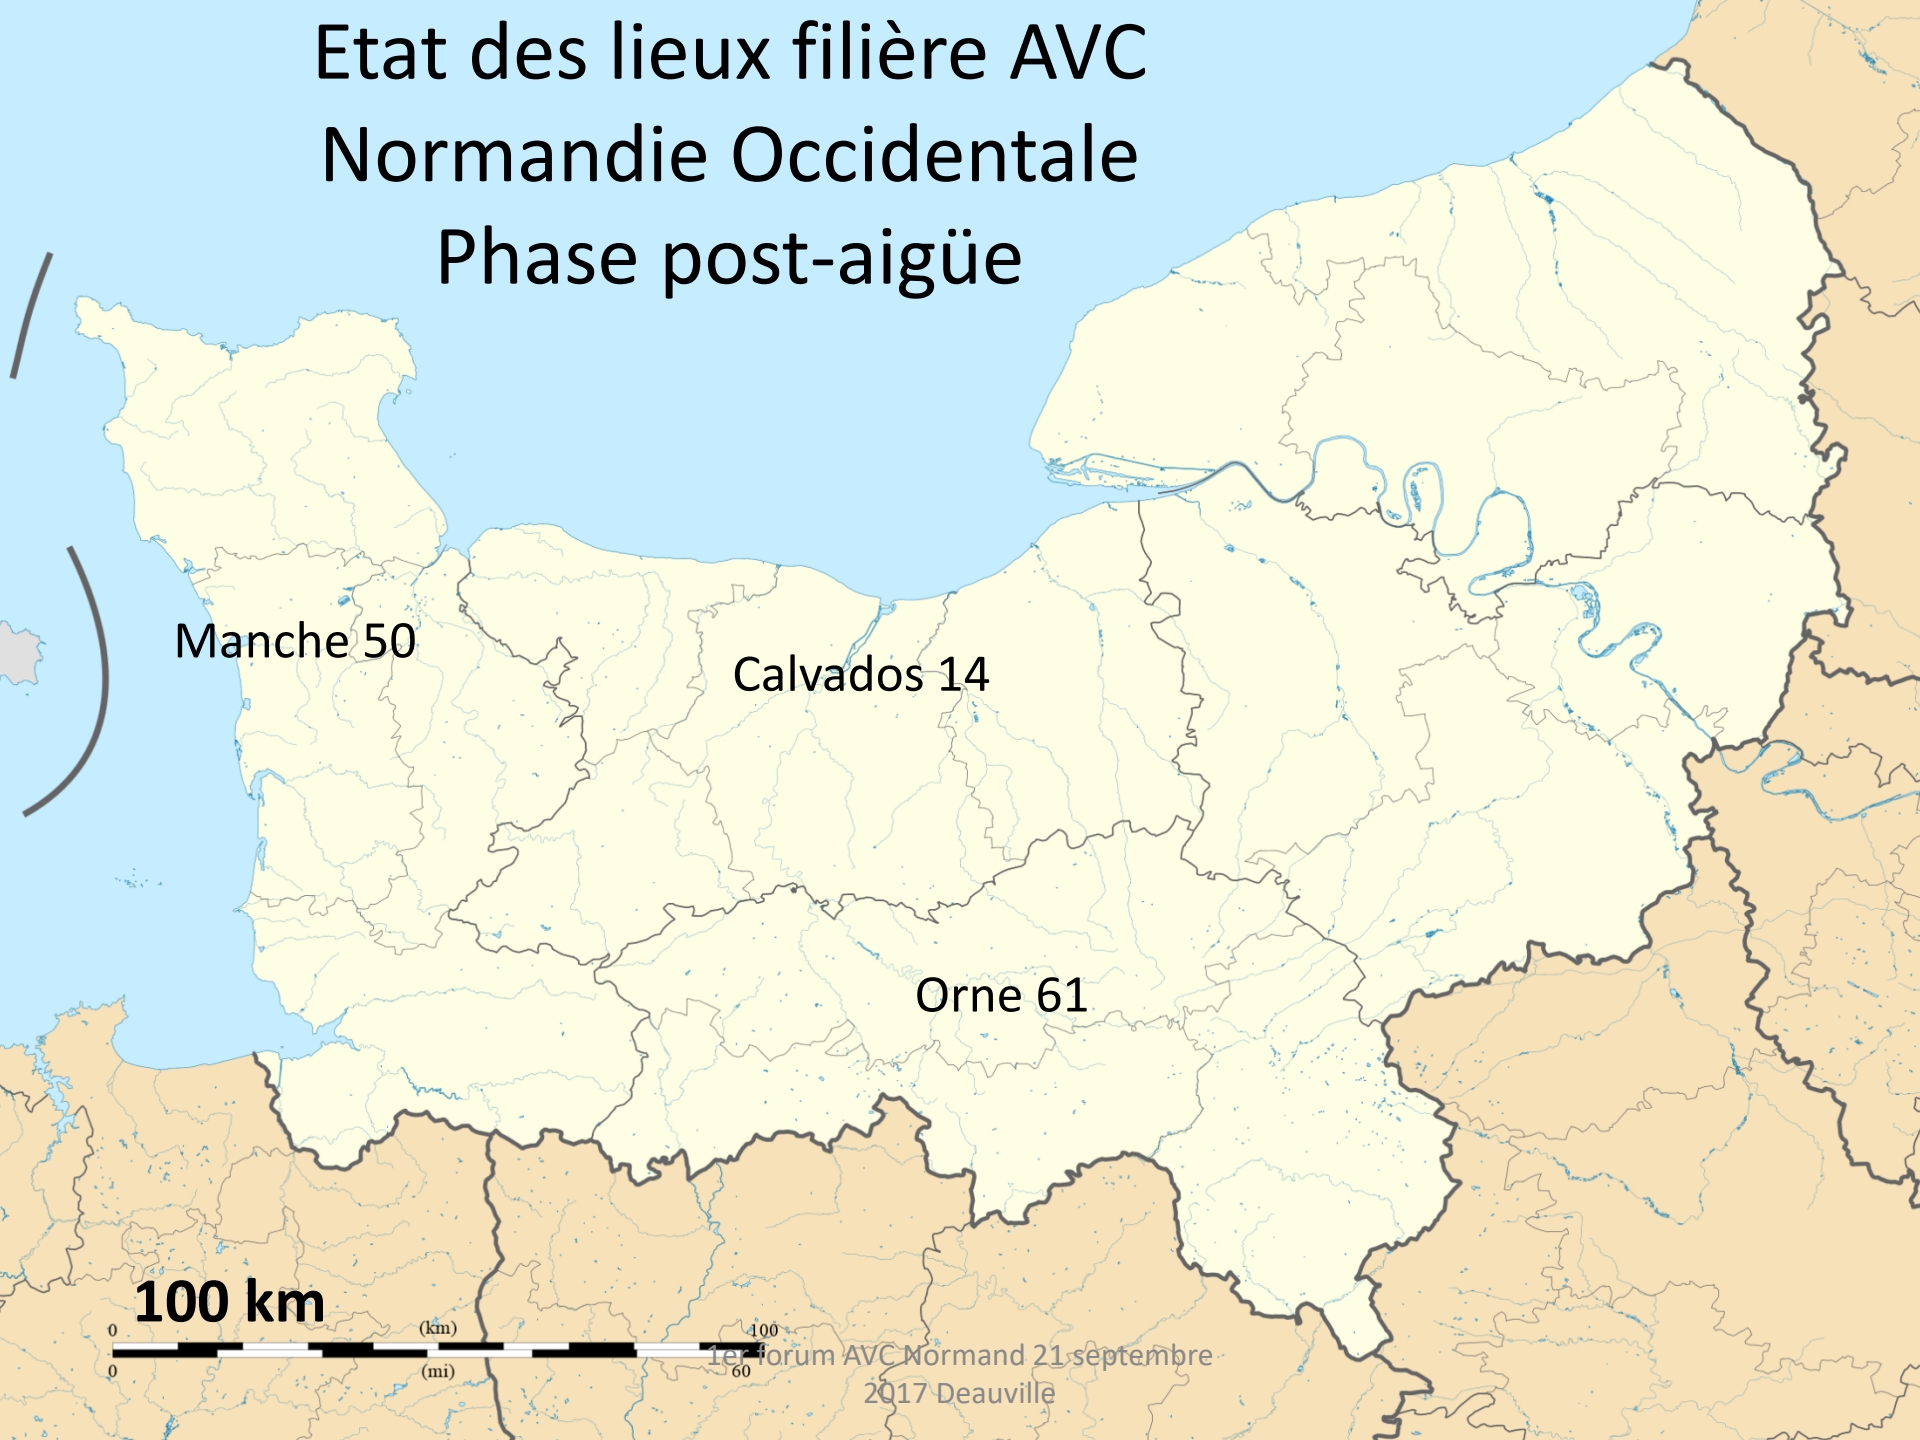 Etat des lieux filière AVC
Normandie Occidentale
Phase post-aigüe
Manche 50
Calvados 14
Orne 61
100 km
0 (km) 100
0 (mi) 60
1er forum AVC Normand 21 septembre
2017 Deauville